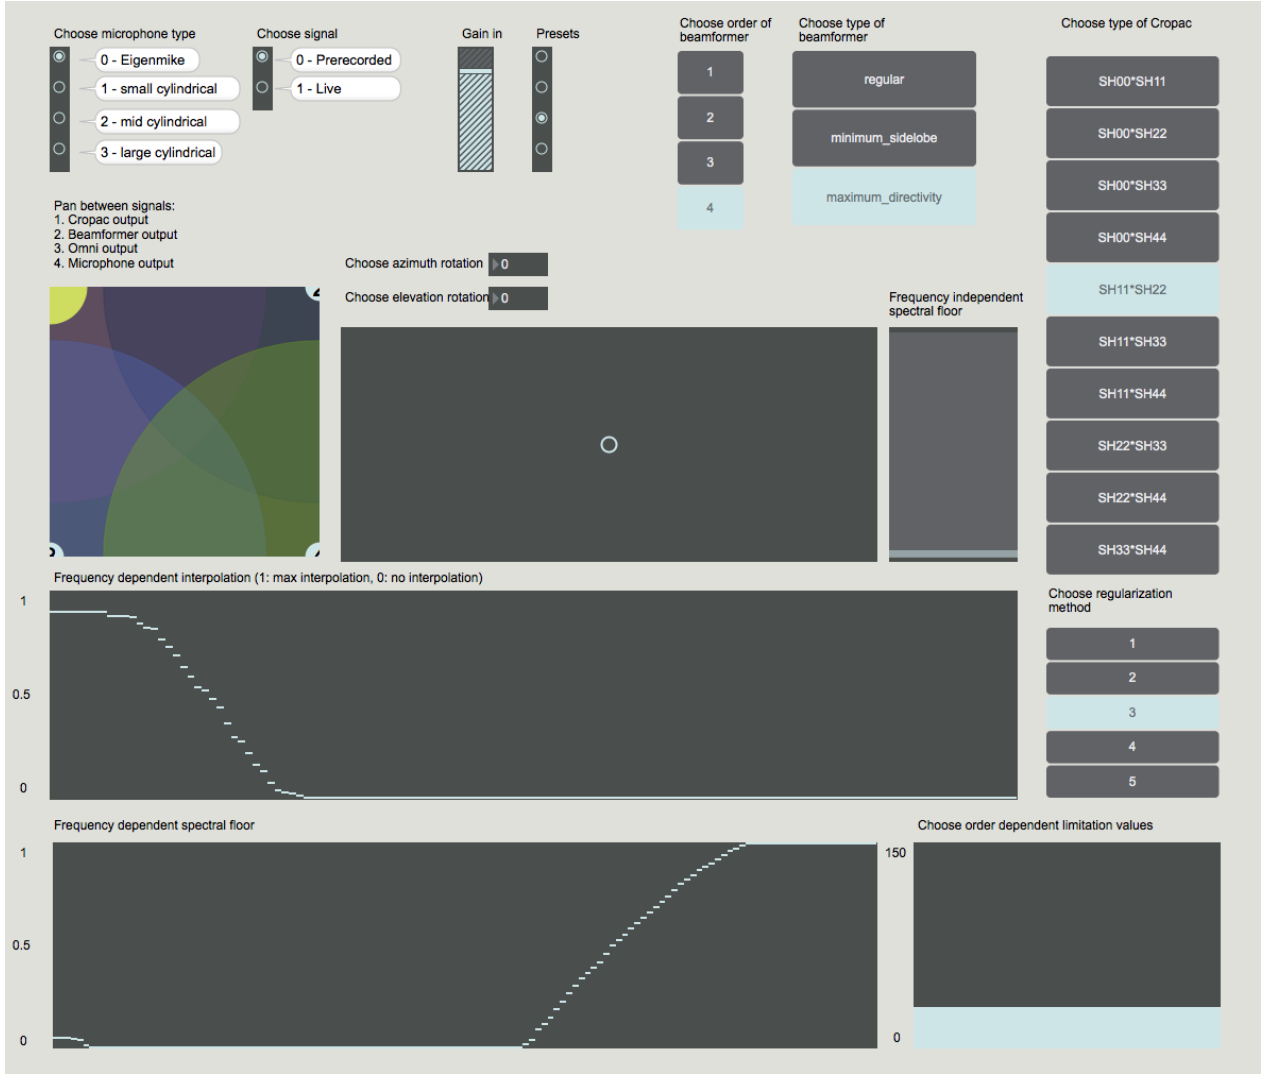 Choose microphone type
0 - Eigenmike
1 - small cylindrical
2 - mid cylindrical
3 - large cylindrical
Choose signal
0 - Prerecorded
1 - Live
Gain in
Presets
Choose order of
beamformer
1
2
3
4
Choose type of
beamformer
regular
minimum_sidelobe
maximum_directivity
Choose type of Cropac
SH00*SH11
SH00*SH22
SH00*SH33
SH00*SH44
SH11*SH22
SH11*SH33
SH11*SH44
SH22*SH33
SH22*SH44
SH33*SH44
Pan between signals:
1. Cropac output
2. Beamformer output
3. Omni output
4. Microphone output
Choose azimuth rotation
0
Choose elevation rotation
0
Frequency independent
spectral floor
Frequency dependent interpolation (1: max interpolation, 0: no interpolation)
1
0.5
0
Choose regularization
method
1
2
3
4
5
Frequency dependent spectral floor
1
0.5
0
Choose order dependent limitation values
150
0